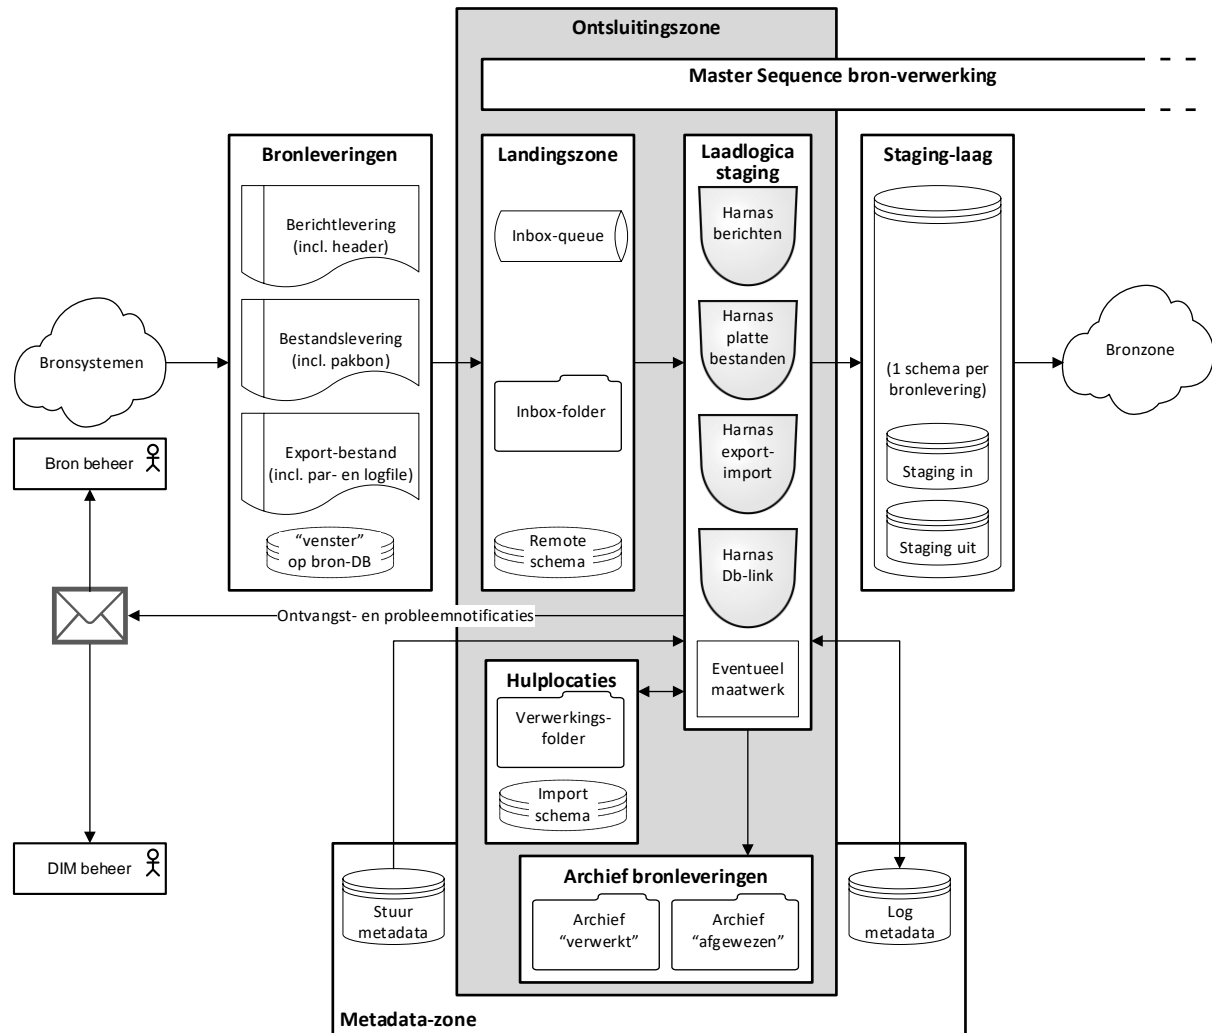 Ontsluitingszone
Master Sequence bron-verwerking
Bronleveringen
Landingszone
Laadlogica
staging
Staging-laag
Berichtlevering
(incl. header)
Bestandslevering
(incl. pakbon)
Export-bestand
(incl. par- en logfile)
“venster”
op bron-DB
Inbox-queue
Inbox-folder
Remote
schema
Harnas
berichten
Harnas
platte
bestanden
Harnas
export-
import
Harnas
Db-link
Eventueel
maatwerk
(1 schema per
bronlevering)
Staging in
Staging uit
Bronsystemen
Bronzone
Bron beheer
Ontvangst- en probleemnotificaties
DIM beheer
Hulplocaties
Verwerkings-
folder
Import
schema
Archief bronleveringen
Archief
“verwerkt”
Archief
“afgewezen”
Stuur
metadata
Log
metadata
Metadata-zone